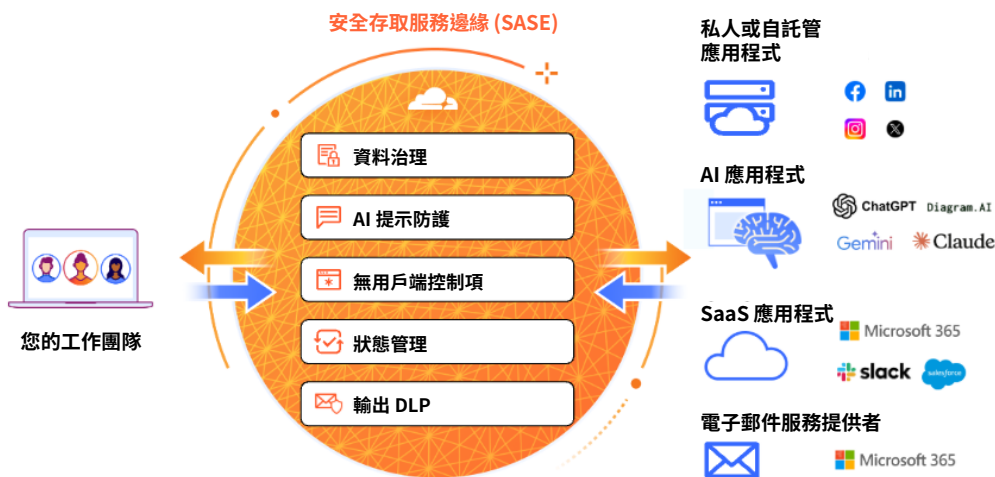 安全存取服務邊緣 (SASE)
資料治理
AI 提示防護
無用戶端控制項
狀態管理
輸出 DLP
您的工作團隊
私人或自託管
應用程式
in
AI 應用程式
ChatGPT Diagram.AI
Gemini Claude
SaaS 應用程式
Microsoft 365
slack salesforce
電子郵件服務提供者
Microsoft 365